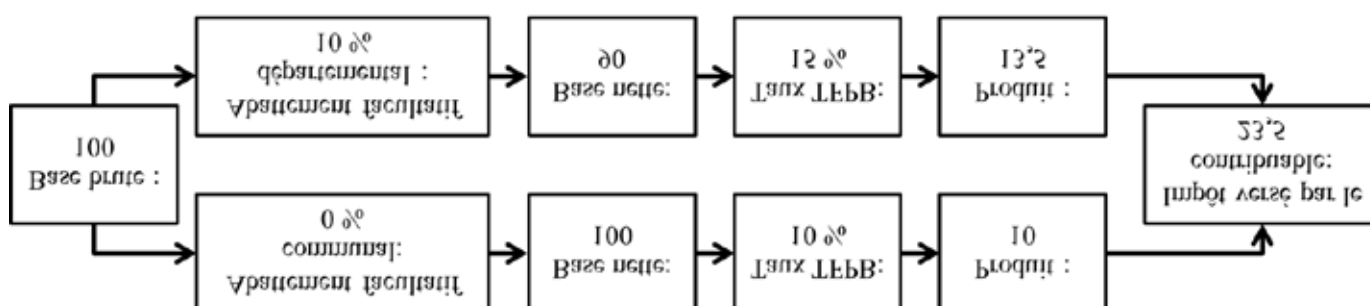 Base brute :
100
Abattement facultatif
communal:
0 %
Base nette:
100
Taux TFPB:
10 %
Produit :
10
Abattement facultatif
départemental :
10 %
Base nette:
90
Taux TFPB:
15 %
Produit :
13,5
Impôt versé par le
contribuable:
23,5